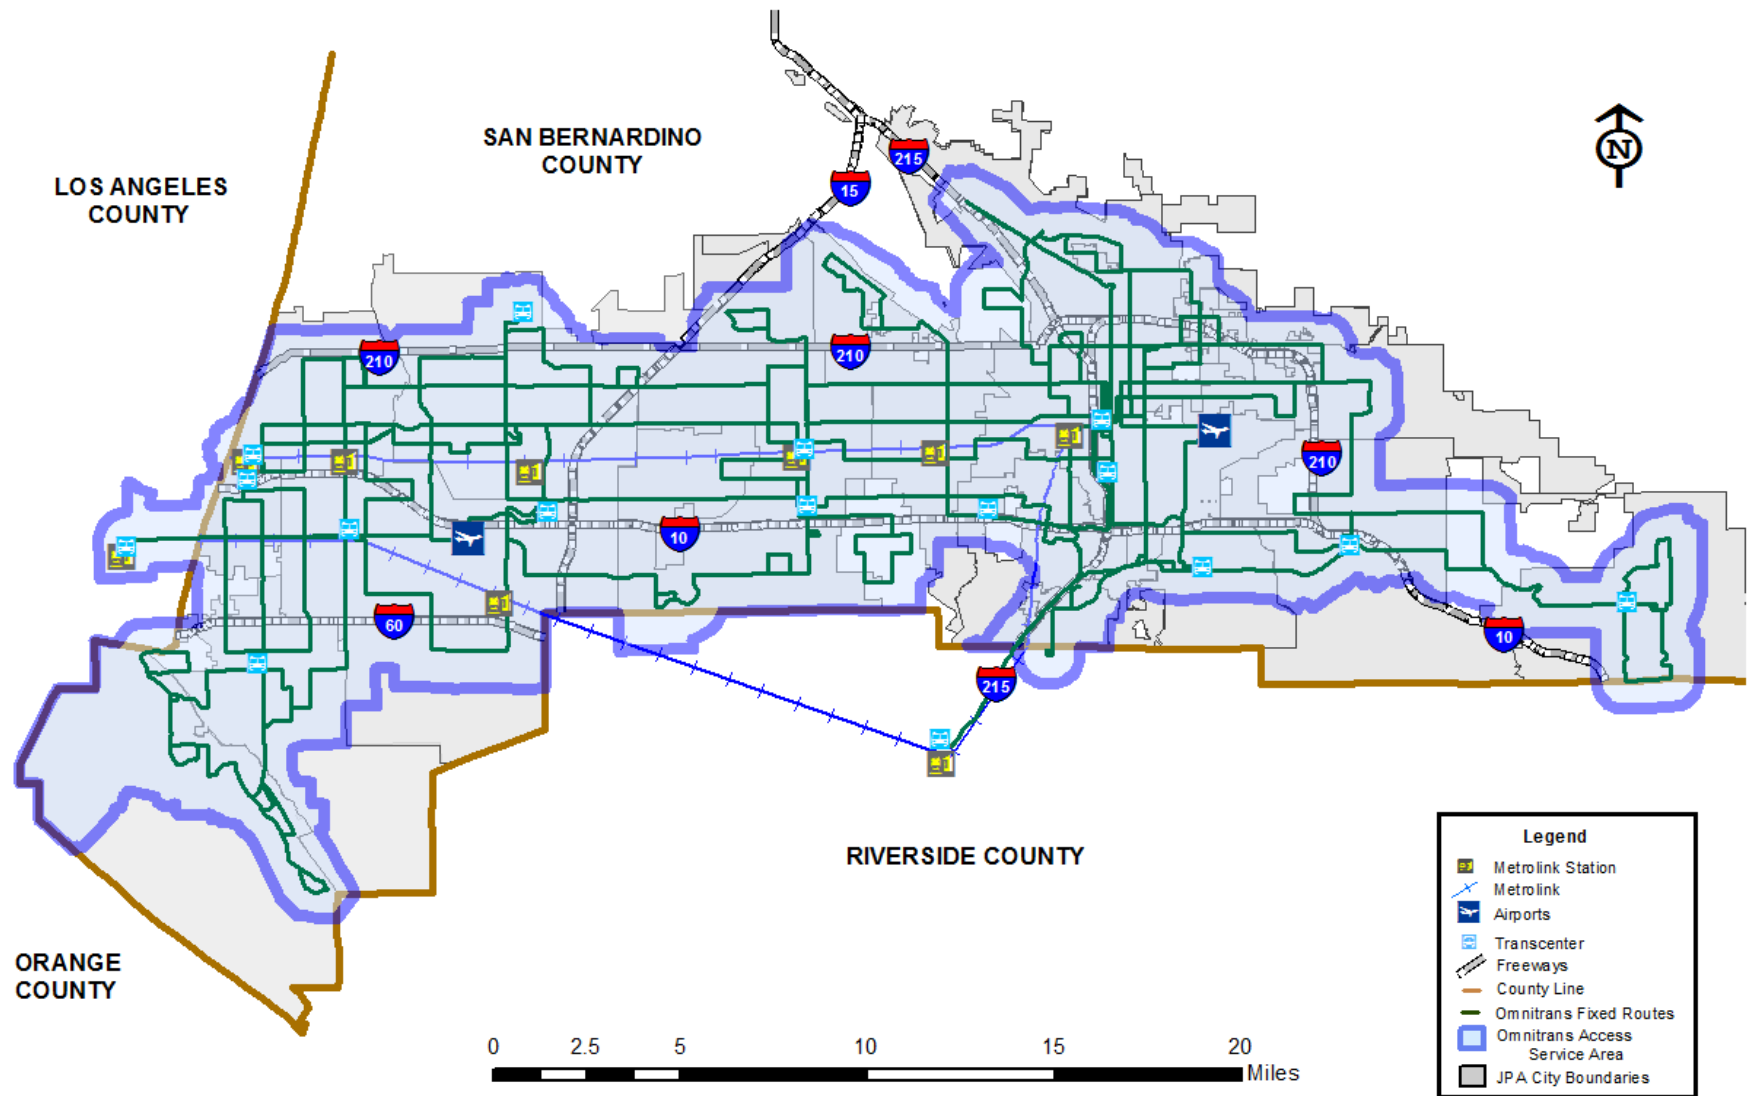 SAN BERNARDINO
COUNTY
LOS ANGELES
COUNTY
N
215
15
210
210
210
10
60
10
215
RIVERSIDE COUNTY
ORANGE
COUNTY
0 2.5 5 10 15 20
Miles
Legend
Metrolink Station
Metrolink
Airports
Transcenter
Freeways
County Line
Omnitrans Fixed Routes
Omnitrans Access
Service Area
JPA City Boundaries